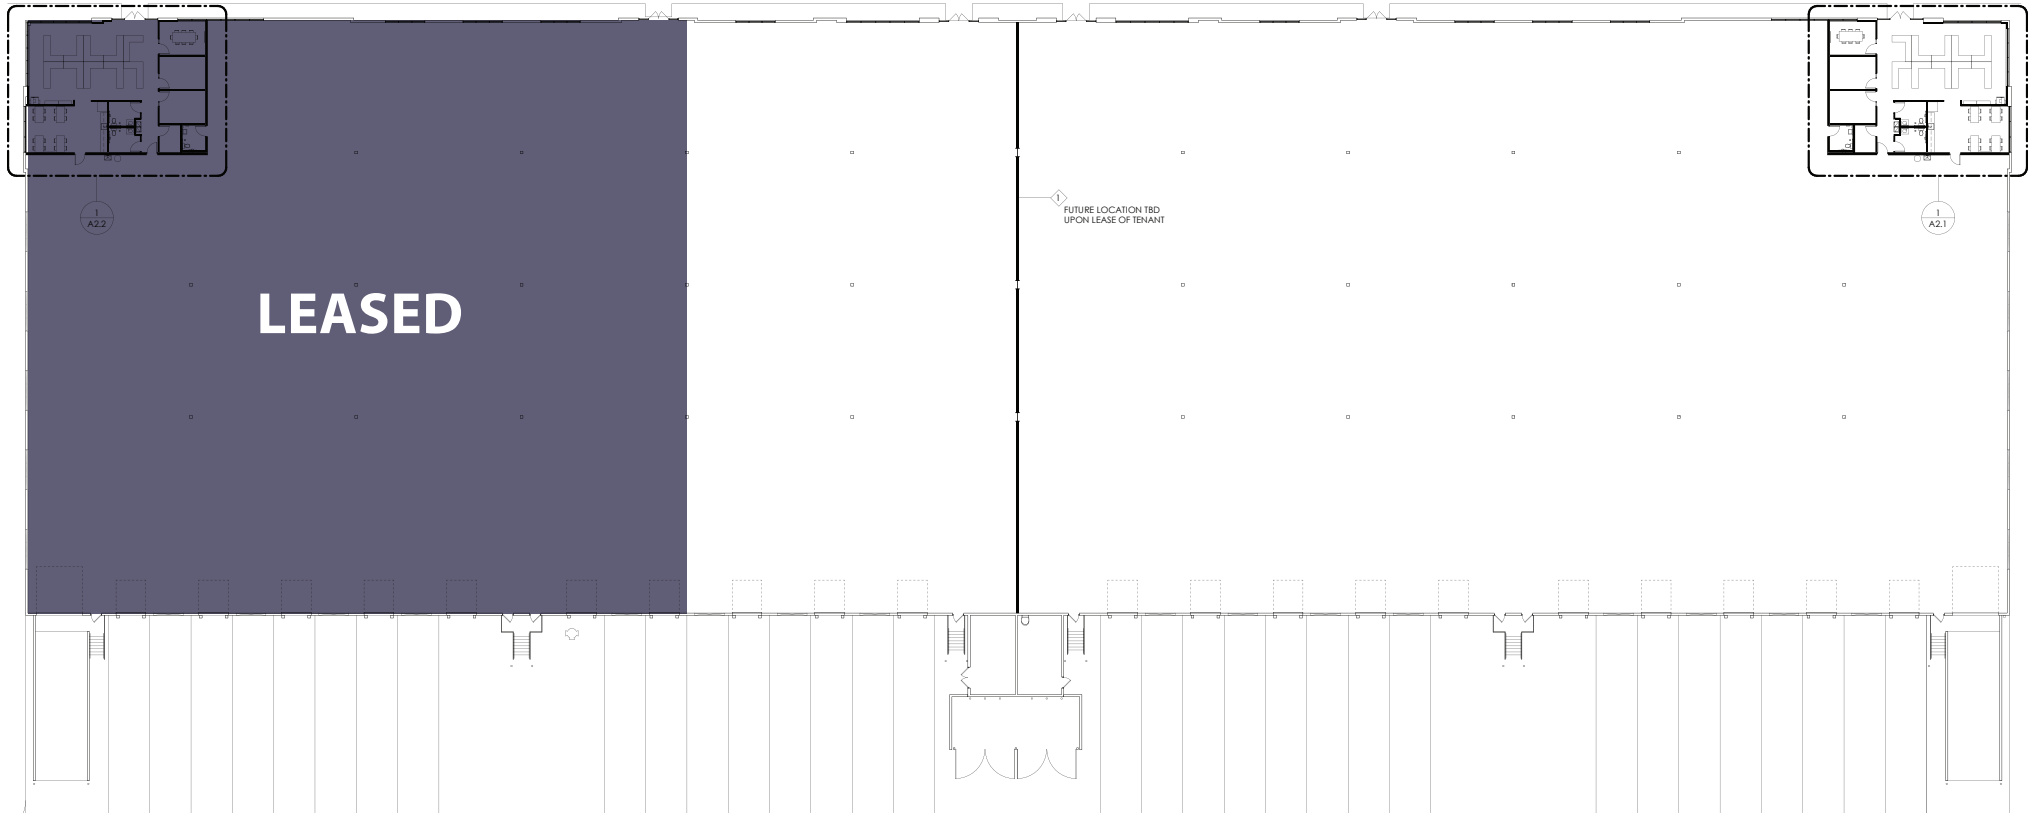 1
A2.2
LEASED
1
FUTURE LOCATION TBD
UPON LEASE OF TENANT
1
A2.1